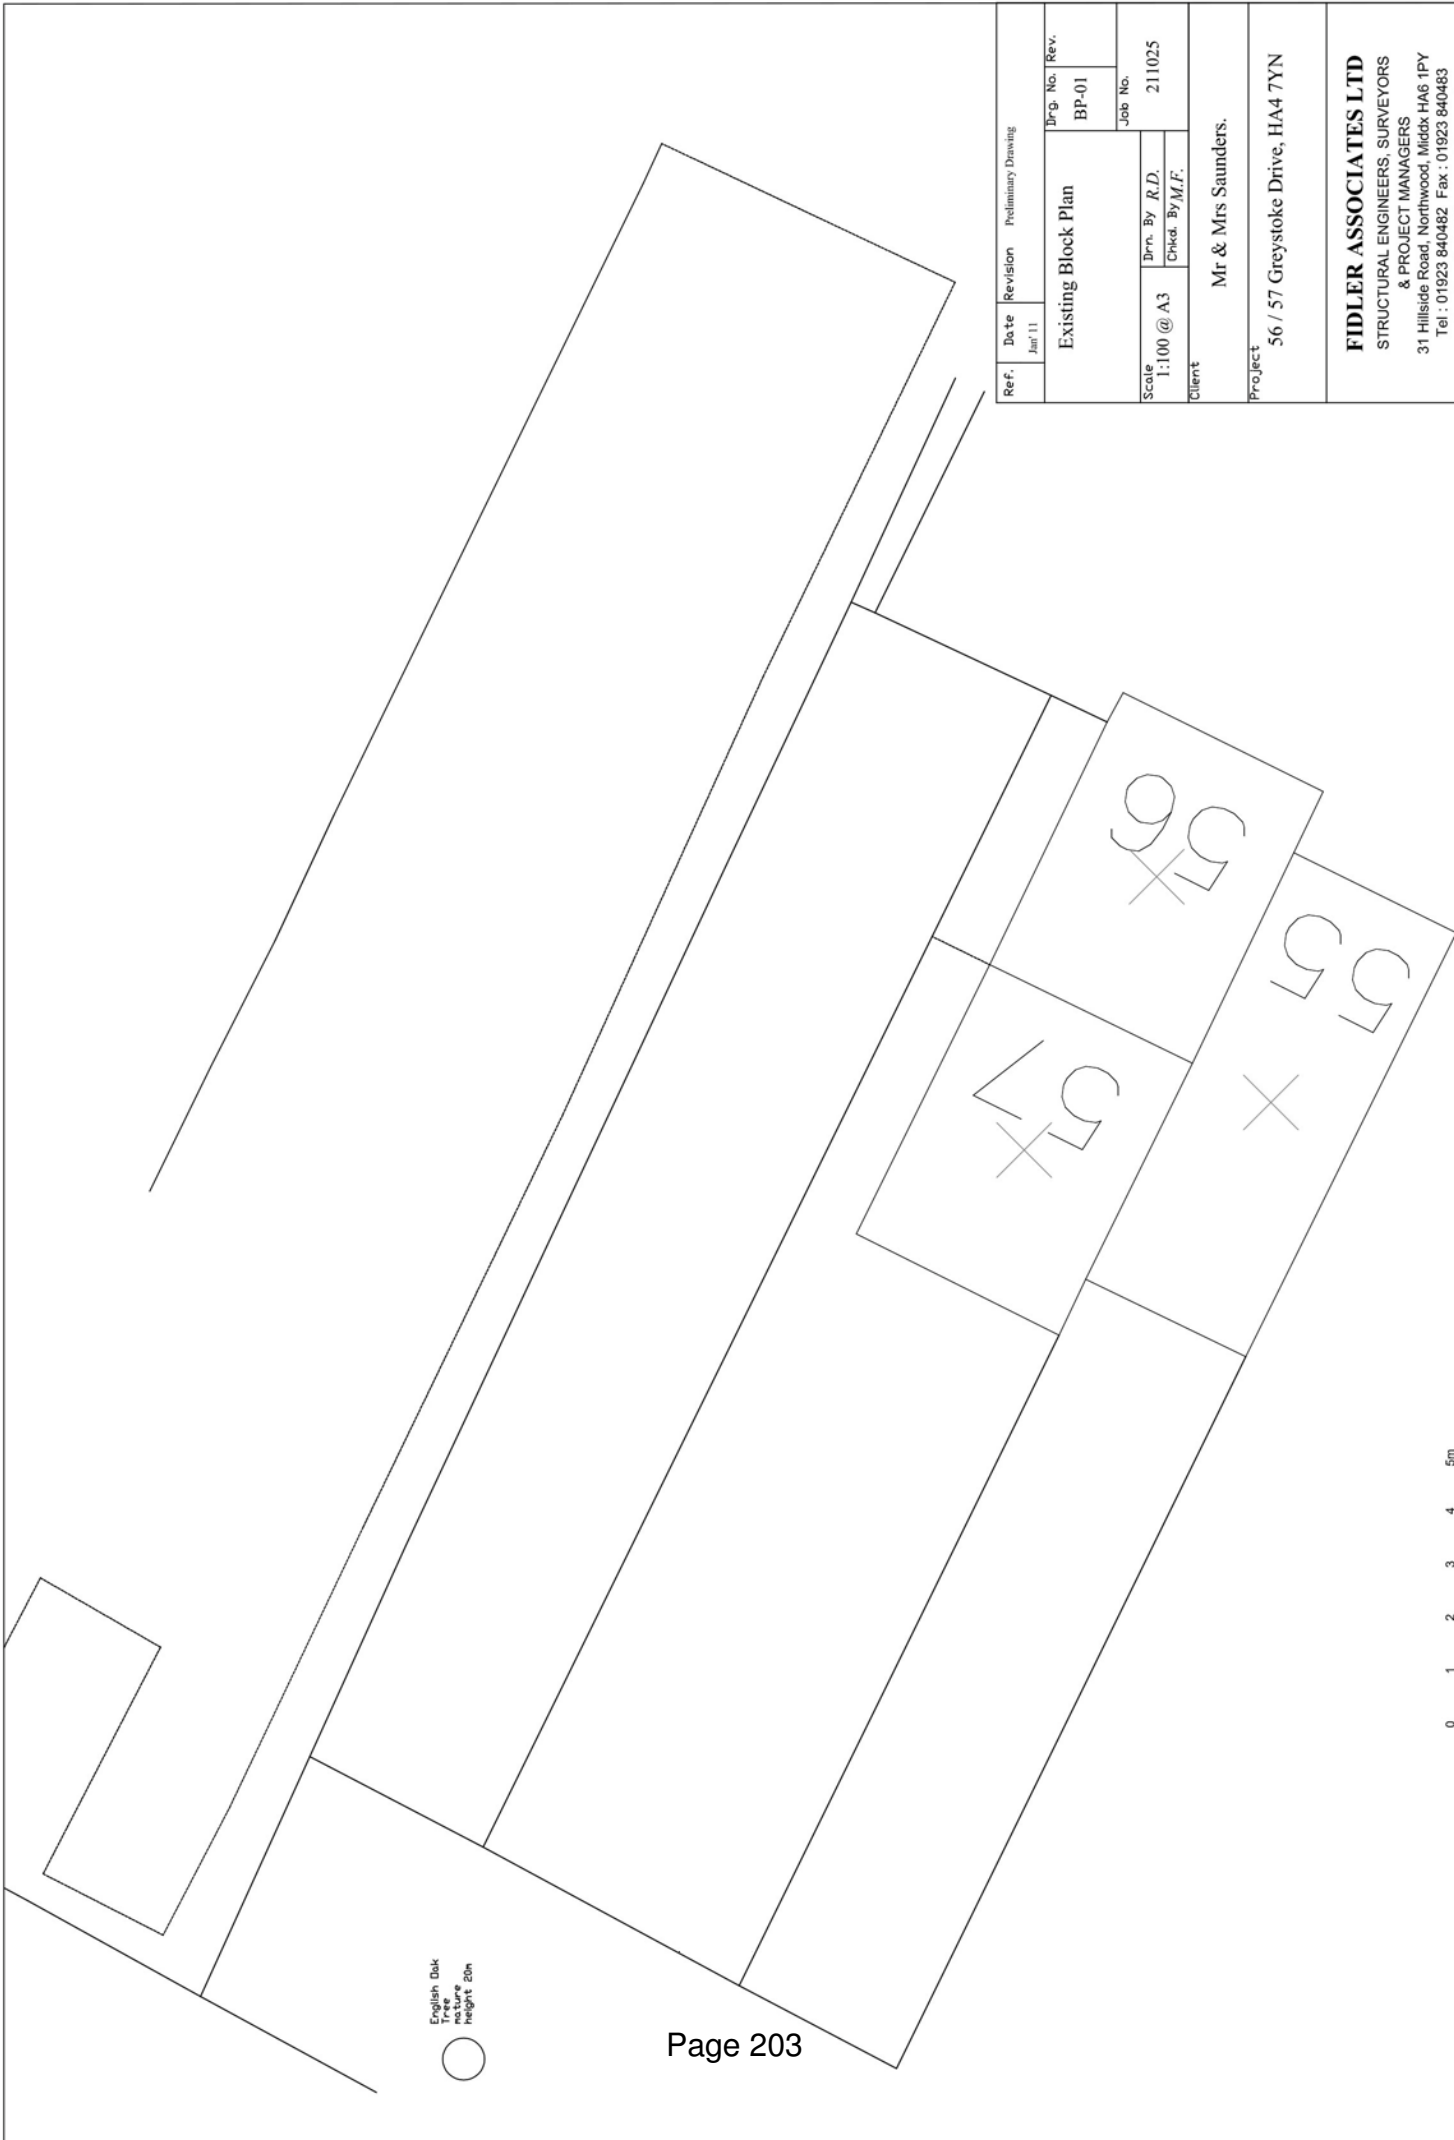 Ref. Date Revision Preliminary Drawing
Jan' 11
Existing Block Plan
Drg. No. Rev.
BP-01
Job No.
211025
Scale
1:100 @ A3
Drn. By R.D.
Chkd. By M.F.
Client
Mr & Mrs Saunders.
Project
56 / 57 Greystoke Drive, HA4 7YN
FIDLER ASSOCIATES LTD
STRUCTURAL ENGINEERS, SURVEYORS
& PROJECT MANAGERS
31 Hillside Road, Northwood, Middx HA6 1PY
Tel : 01923 840482 Fax : 01923 840483
56
57
55
English Oak
Tree
mature
height 20m
0 1 2 3 4 5m
Page 203